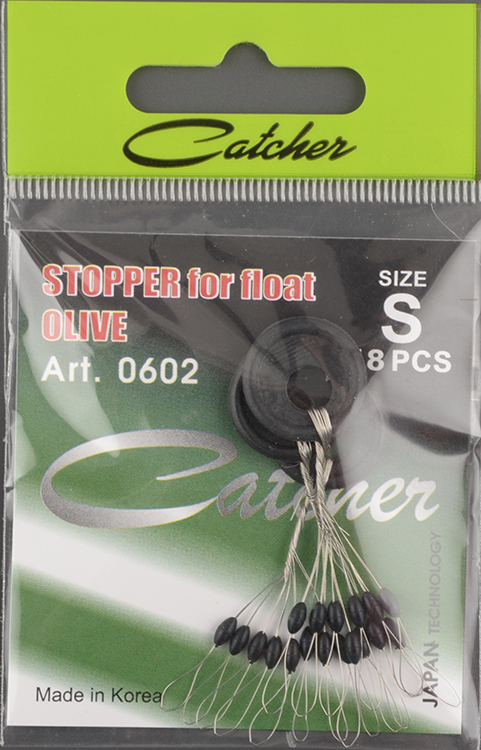 Catcher
STOPPER for float
OLIVE
Art. 0602
SIZE
S
8 PCS
Catcher
JAPAN TECHNOLOGY
Made in Korea